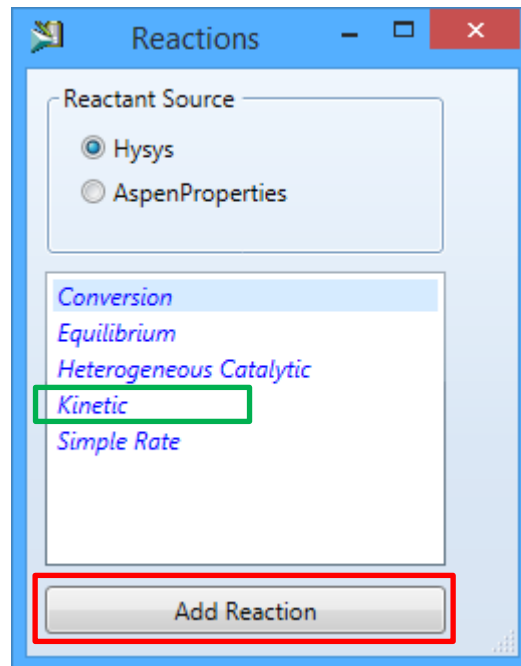 Reactions
Reactant Source
Hysys
AspenProperties
Conversion
Equilibrium
Heterogeneous Catalytic
Kinetic
Simple Rate
Add Reaction